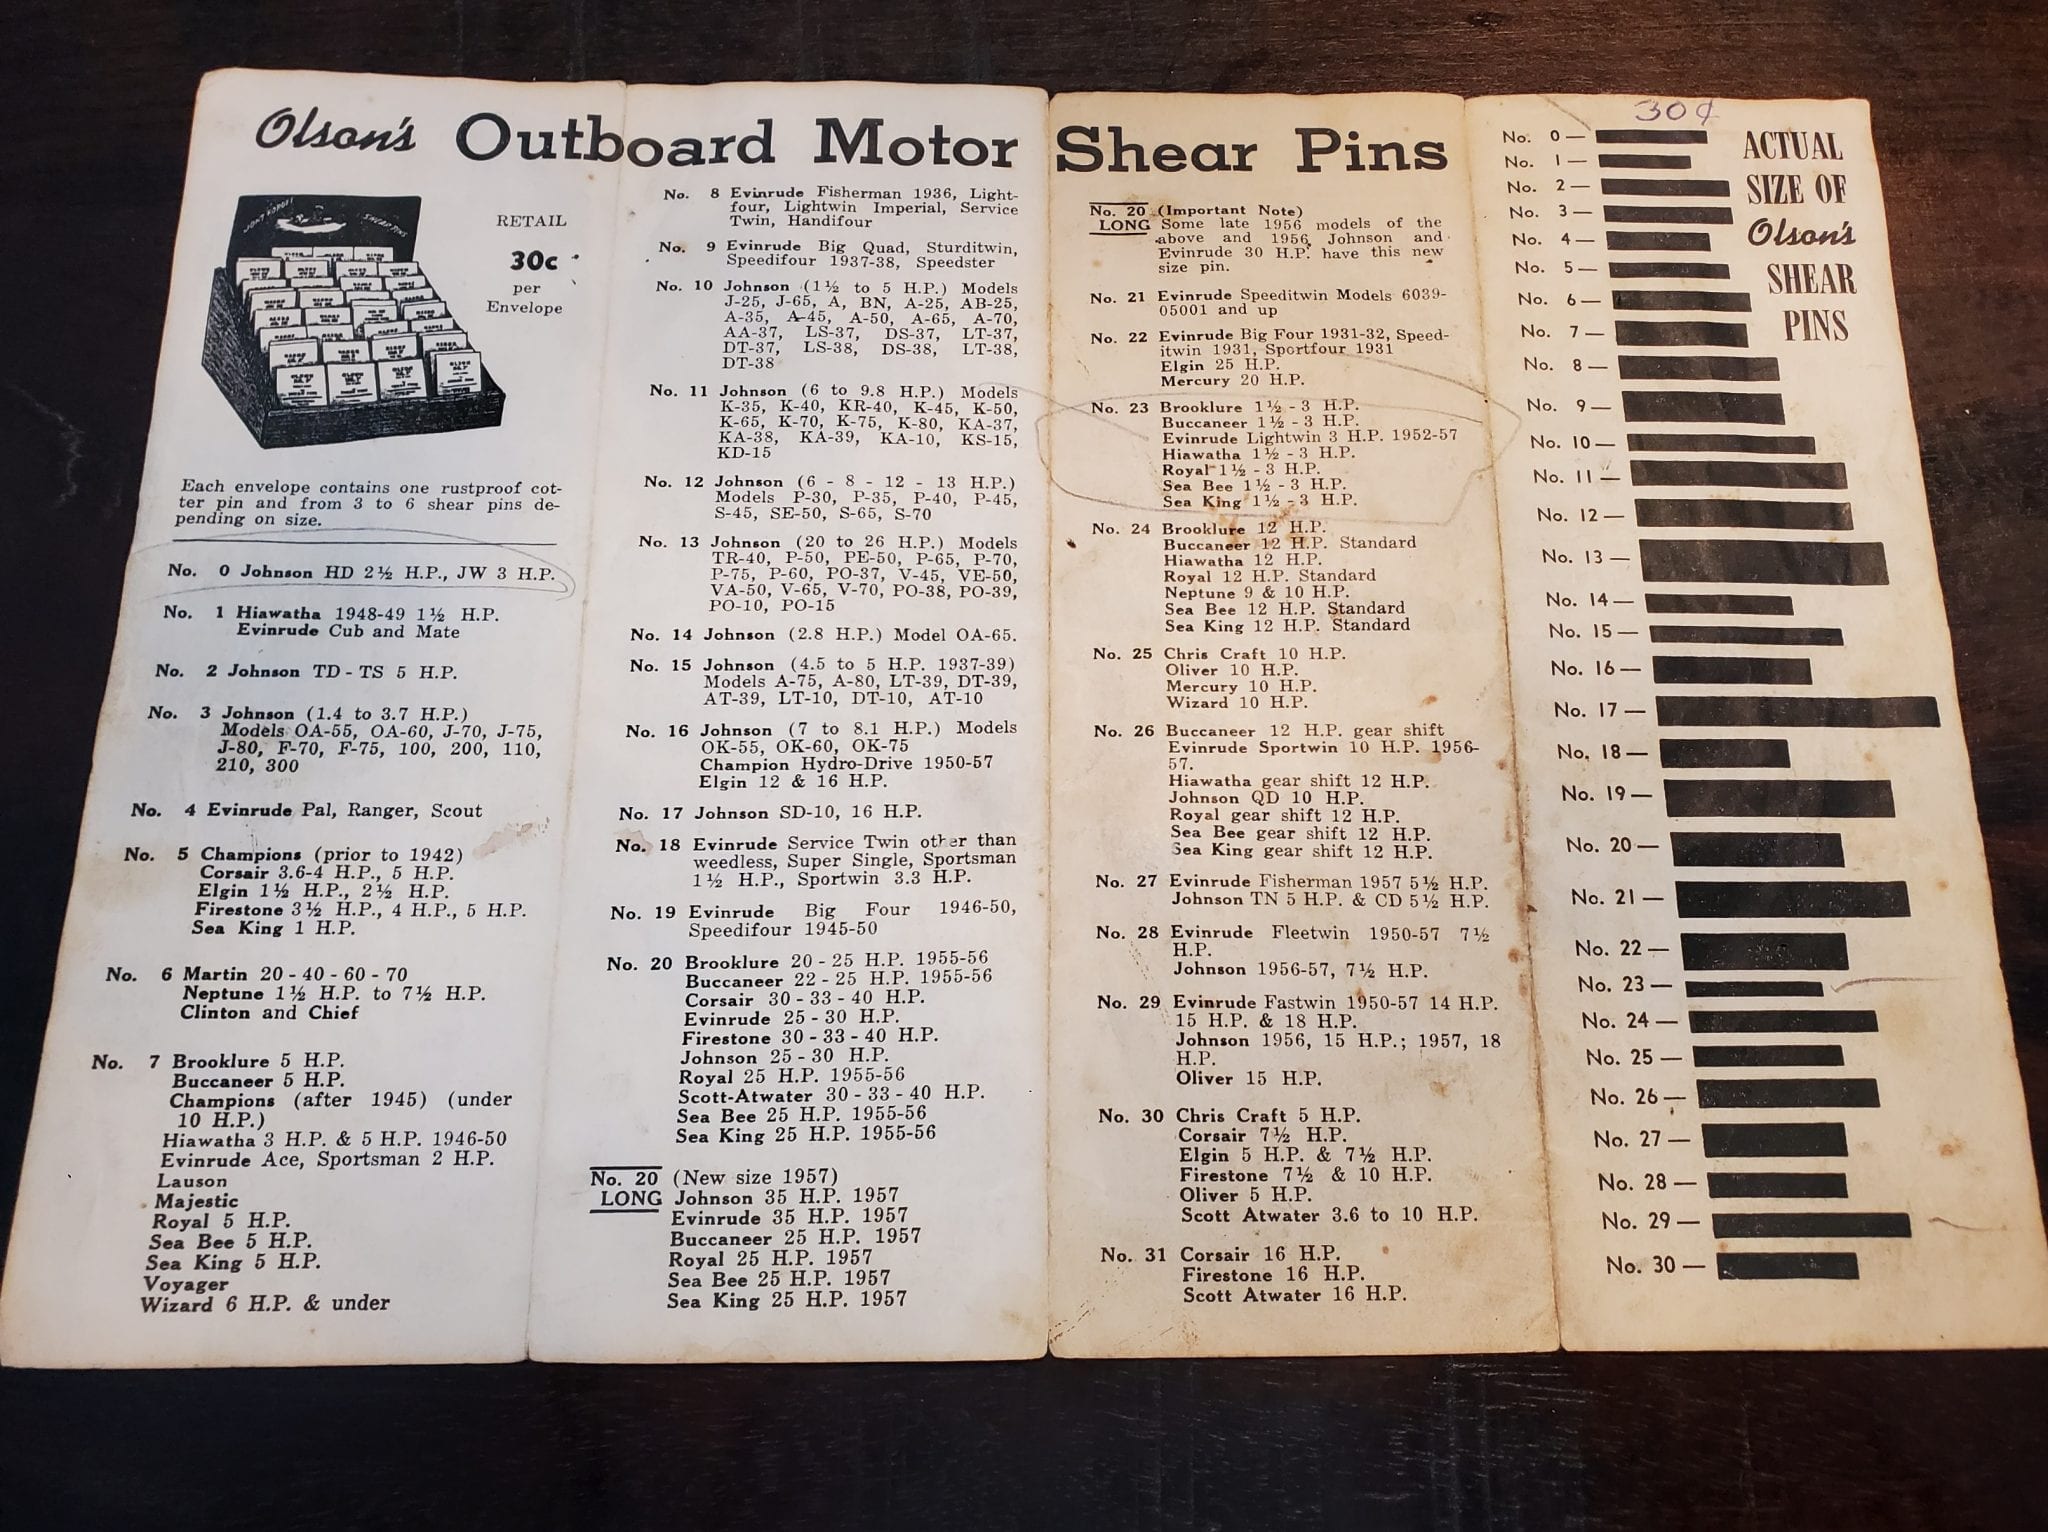 Olson's Outboard Motor Shear Pins
DON'T ROW!! SHEAR PINS
RETAIL
30c
per
Envelope
Each envelope contains one rustproof cot-
ter pin and from 3 to 6 shear pins de-
pending on size.
No. 0 Johnson HD 2½ H.P., JW 3 H.P.
No. 1 Hiawatha 1948-49 1½ H.P.
Evinrude Cub and Mate
No. 2 Johnson TD - TS 5 H.P.
No. 3 Johnson (1.4 to 3.7 H.P.)
Models OA-55, OA-60, J-70, J-75,
J-80, F-70, F-75, 100, 200, 110,
210, 300
No. 4 Evinrude Pal, Ranger, Scout
No. 5 Champions (prior to 1942)
Corsair 3.6-4 H.P., 5 H.P.
Elgin 1½ H.P., 2½ H.P.
Firestone 3½ H.P., 4 H.P., 5 H.P.
Sea King 1 H.P.
No. 6 Martin 20 - 40 - 60 - 70
Neptune 1½ H.P. to 7½ H.P.
Clinton and Chief
No. 7 Brooklure 5 H.P.
Buccaneer 5 H.P.
Champions (after 1945) (under
10 H.P.)
Hiawatha 3 H.P. & 5 H.P. 1946-50
Evinrude Ace, Sportsman 2 H.P.
Lauson
Majestic
Royal 5 H.P.
Sea Bee 5 H.P.
Sea King 5 H.P.
Voyager
Wizard 6 H.P. & under
No. 8 Evinrude Fisherman 1936, Light-
four, Lightwin Imperial, Service
Twin, Handifour
No. 9 Evinrude Big Quad, Sturditwin,
Speedifour 1937-38, Speedster
No. 10 Johnson (1½ to 5 H.P.) Models
J-25, J-65, A, BN, A-25, AB-25,
A-35, A-45, A-50, A-65, A-70,
AA-37, LS-37, DS-37, LT-37,
DT-37, LS-38, DS-38, LT-38,
DT-38
No. 11 Johnson (6 to 9.8 H.P.) Models
K-35, K-40, KR-40, K-45, K-50,
K-65, K-70, K-75, K-80, KA-37,
KA-38, KA-39, KA-10, KS-15,
KD-15
No. 12 Johnson (6 - 8 - 12 - 13 H.P.)
Models P-30, P-35, P-40, P-45,
S-45, SE-50, S-65, S-70
No. 13 Johnson (20 to 26 H.P.) Models
TR-40, P-50, PE-50, P-65, P-70,
P-75, P-60, PO-37, V-45, VE-50,
VA-50, V-65, V-70, PO-38, PO-39,
PO-10, PO-15
No. 14 Johnson (2.8 H.P.) Model OA-65.
No. 15 Johnson (4.5 to 5 H.P. 1937-39)
Models A-75, A-80, LT-39, DT-39,
AT-39, LT-10, DT-10, AT-10
No. 16 Johnson (7 to 8.1 H.P.) Models
OK-55, OK-60, OK-75
Champion Hydro-Drive 1950-57
Elgin 12 & 16 H.P.
No. 17 Johnson SD-10, 16 H.P.
No. 18 Evinrude Service Twin other than
weedless, Super Single, Sportsman
1½ H.P., Sportwin 3.3 H.P.
No. 19 Evinrude Big Four 1946-50,
Speedifour 1945-50
No. 20 Brooklure 20 - 25 H.P. 1955-56
Buccaneer 22 - 25 H.P. 1955-56
Corsair 30 - 33 - 40 H.P.
Evinrude 25 - 30 H.P.
Firestone 30 - 33 - 40 H.P.
Johnson 25 - 30 H.P.
Royal 25 H.P. 1955-56
Scott-Atwater 30 - 33 - 40 H.P.
Sea Bee 25 H.P. 1955-56
Sea King 25 H.P. 1955-56
No. 20 (New size 1957)
LONG Johnson 35 H.P. 1957
Evinrude 35 H.P. 1957
Buccaneer 25 H.P. 1957
Royal 25 H.P. 1957
Sea Bee 25 H.P. 1957
Sea King 25 H.P. 1957
No. 20 (Important Note)
LONG Some late 1956 models of the
above and 1956, Johnson and
Evinrude 30 H.P. have this new
size pin.
No. 21 Evinrude Speeditwin Models 6039-
05001 and up
No. 22 Evinrude Big Four 1931-32, Speed-
itwin 1931, Sportfour 1931
Elgin 25 H.P.
Mercury 20 H.P.
No. 23 Brooklure 1½ - 3 H.P.
Buccaneer 1½ - 3 H.P.
Evinrude Lightwin 3 H.P. 1952-57
Hiawatha 1½ - 3 H.P.
Royal 1½ - 3 H.P.
Sea Bee 1½ - 3 H.P.
Sea King 1½ - 3 H.P.
No. 24 Brooklure 12 H.P.
Buccaneer 12 H.P. Standard
Hiawatha 12 H.P.
Royal 12 H.P. Standard
Neptune 9 & 10 H.P.
Sea Bee 12 H.P. Standard
Sea King 12 H.P. Standard
No. 25 Chris Craft 10 H.P.
Oliver 10 H.P.
Mercury 10 H.P.
Wizard 10 H.P.
No. 26 Buccaneer 12 H.P. gear shift
Evinrude Sportwin 10 H.P. 1956-
57.
Hiawatha gear shift 12 H.P.
Johnson QD 10 H.P.
Royal gear shift 12 H.P.
Sea Bee gear shift 12 H.P.
Sea King gear shift 12 H.P.
No. 27 Evinrude Fisherman 1957 5½ H.P.
Johnson TN 5 H.P. & CD 5½ H.P.
No. 28 Evinrude Fleetwin 1950-57 7½
H.P.
Johnson 1956-57, 7½ H.P.
No. 29 Evinrude Fastwin 1950-57 14 H.P.
15 H.P. & 18 H.P.
Johnson 1956, 15 H.P.; 1957, 18
H.P.
Oliver 15 H.P.
No. 30 Chris Craft 5 H.P.
Corsair 7½ H.P.
Elgin 5 H.P. & 7½ H.P.
Firestone 7½ & 10 H.P.
Oliver 5 H.P.
Scott Atwater 3.6 to 10 H.P.
No. 31 Corsair 16 H.P.
Firestone 16 H.P.
Scott Atwater 16 H.P.
30¢
ACTUAL
SIZE OF
Olson's
SHEAR
PINS
No. 0 —
No. 1 —
No. 2 —
No. 3 —
No. 4 —
No. 5 —
No. 6 —
No. 7 —
No. 8 —
No. 9 —
No. 10 —
No. 11 —
No. 12 —
No. 13 —
No. 14 —
No. 15 —
No. 16 —
No. 17 —
No. 18 —
No. 19 —
No. 20 —
No. 21 —
No. 22 —
No. 23 —
No. 24 —
No. 25 —
No. 26 —
No. 27 —
No. 28 —
No. 29 —
No. 30 —